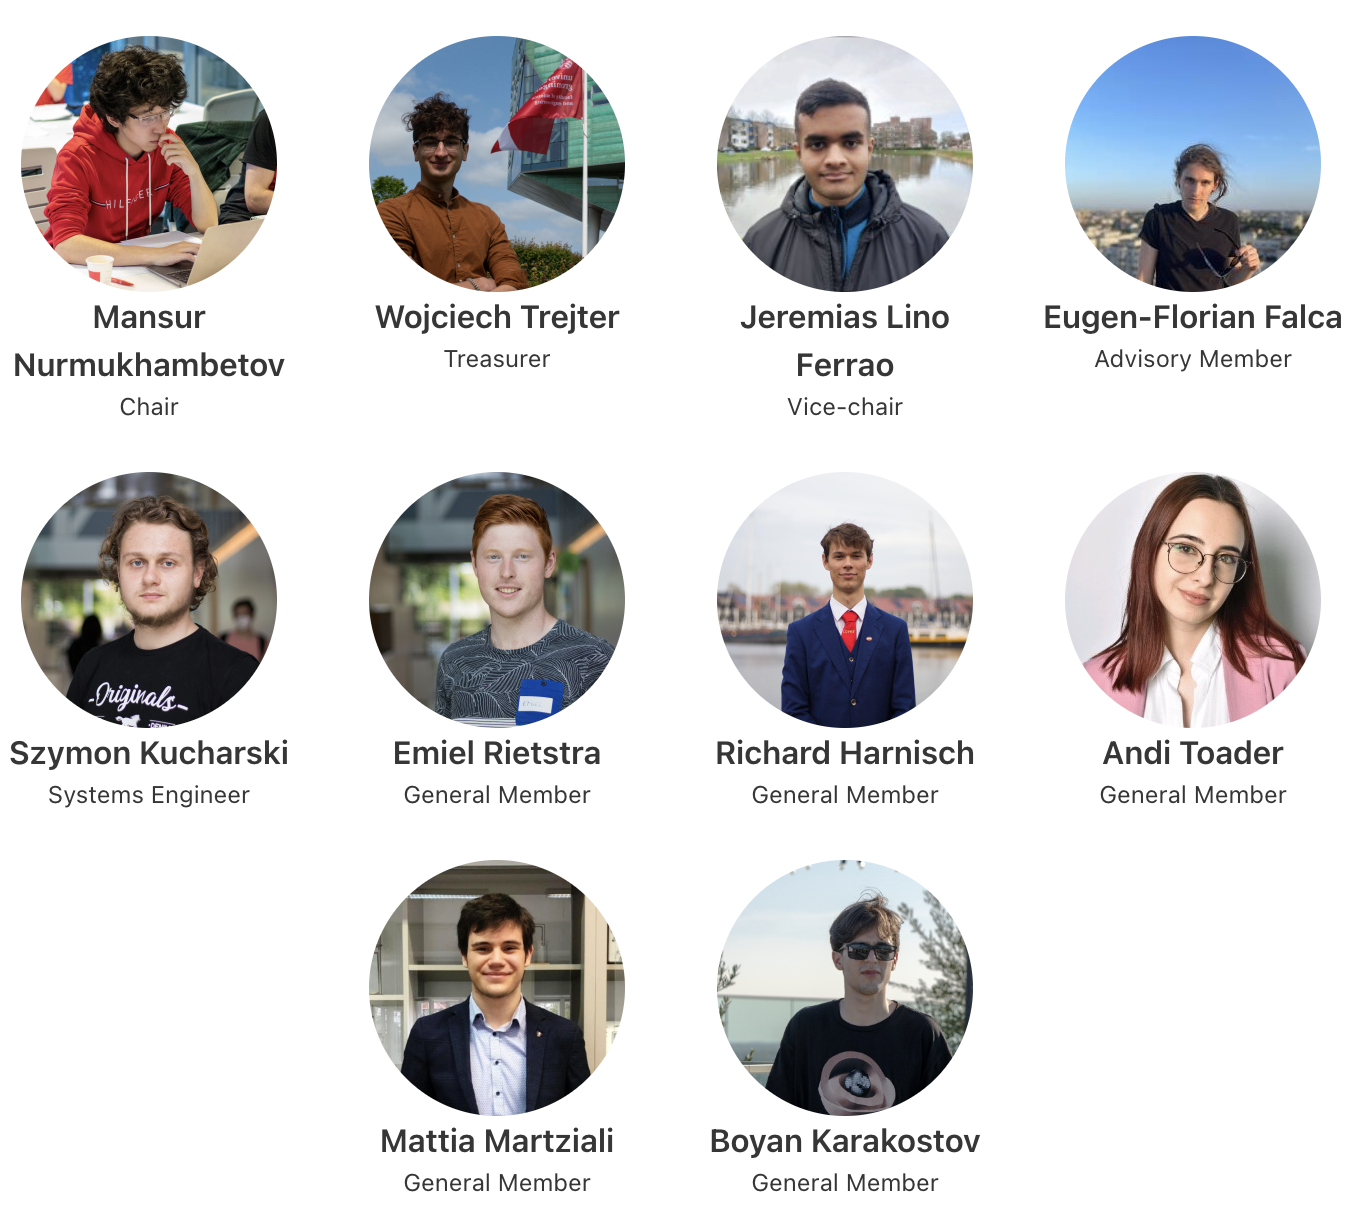 Mansur
Nurmukhambetov
Chair
Wojciech Trejter
Treasurer
Jeremias Lino
Ferrao
Vice-chair
Eugen-Florian Falca
Advisory Member
Originals
Szymon Kucharski
Systems Engineer
Emiel Rietstra
General Member
Richard Harnisch
General Member
Andi Toader
General Member
Mattia Martziali
General Member
Boyan Karakostov
General Member